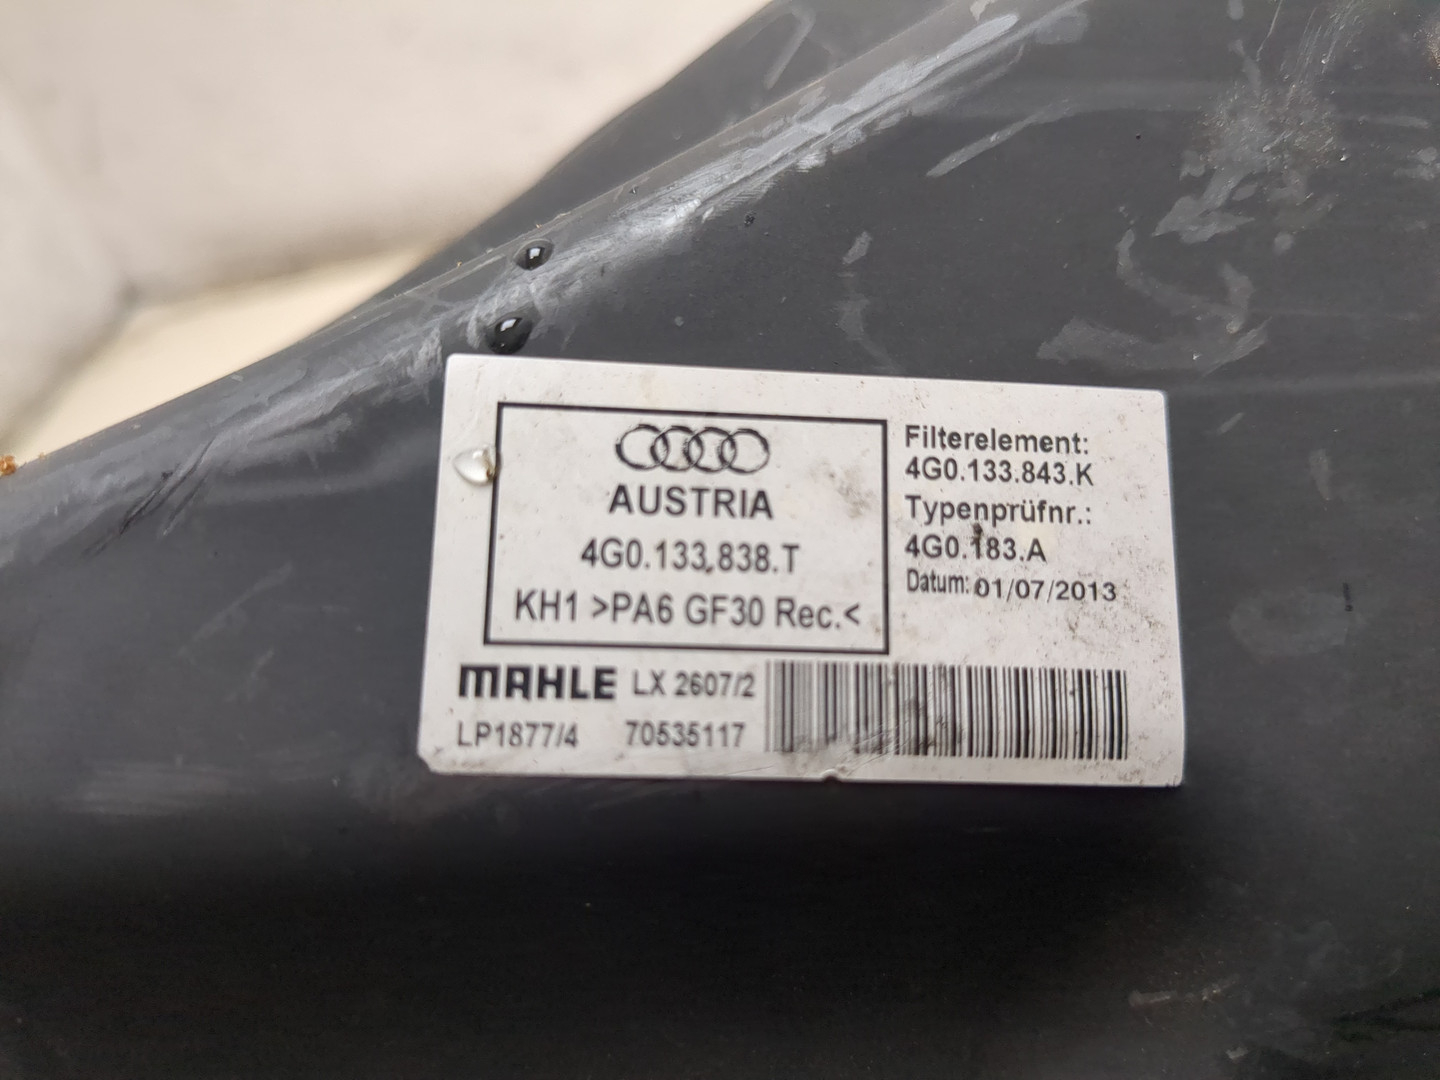 AUSTRIA
4G0.133.838.T
KH1 >PA6 GF30 Rec.<
Filterelement:
4G0.133.843.K
Typenprüfnr.:
4G0.183.A
Datum: 01/07/2013
MAHLE LX 2607/2
LP1877/4 70535117